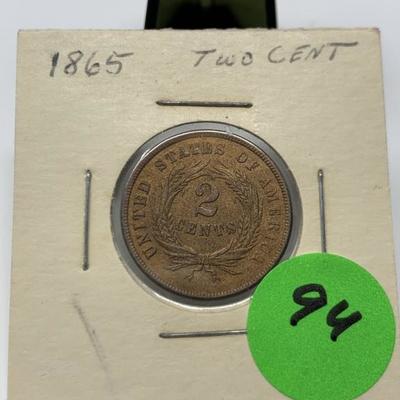 1865 TWO CENT
UNITED STATES OF AMERICA
2
CENTS
94